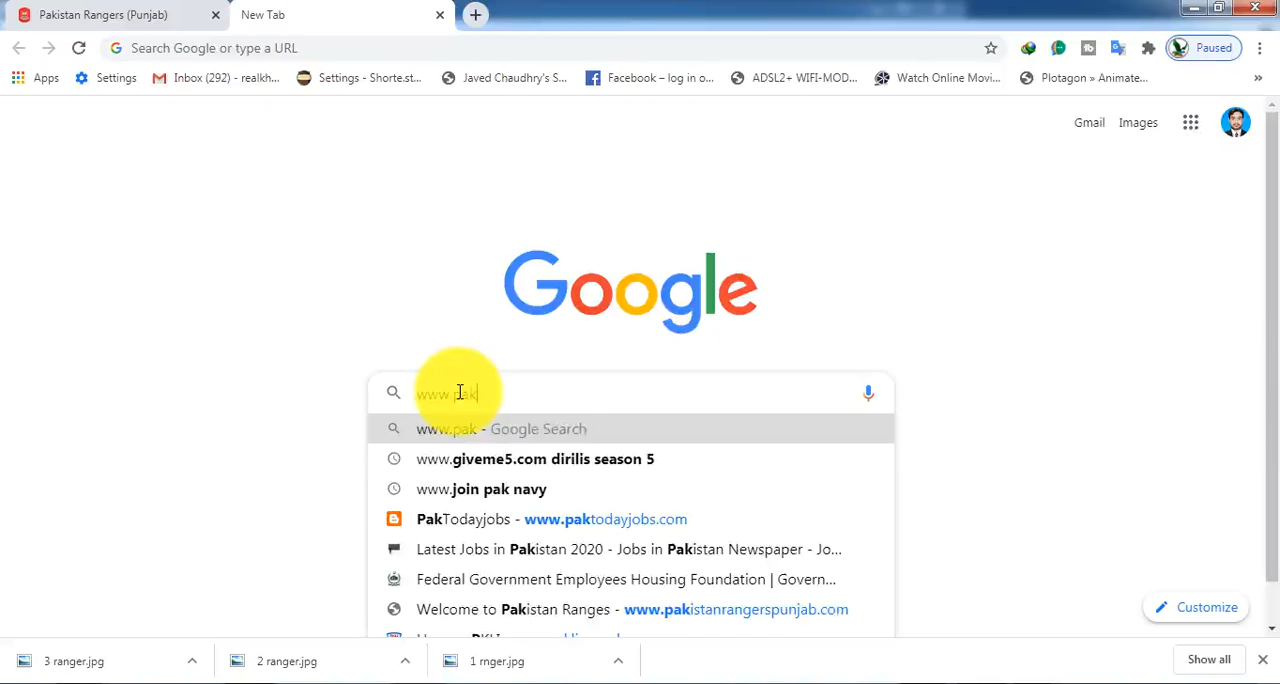 Pakistan Rangers (Punjab)
New Tab
Search Google or type a URL
Paused
Apps
Settings
Inbox (292) - realkh...
Settings - Shorte.st...
Javed Chaudhry's S...
Facebook – log in o...
ADSL2+ WIFI-MOD...
Watch Online Movi...
Plotagon » Animate...
»
Gmail
Images
Google
www.pak
www.pak - Google Search
www.giveme5.com dirilis season 5
www.join pak navy
PakTodayjobs - www.paktodayjobs.com
Latest Jobs in Pakistan 2020 - Jobs in Pakistan Newspaper - Jo...
Federal Government Employees Housing Foundation | Govern...
Welcome to Pakistan Ranges - www.pakistanrangerspunjab.com
Customize
3 ranger.jpg
2 ranger.jpg
1 rnger.jpg
Show all